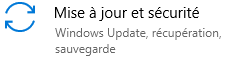 Mise à jour et sécurité
Windows Update, récupération,
sauvegarde